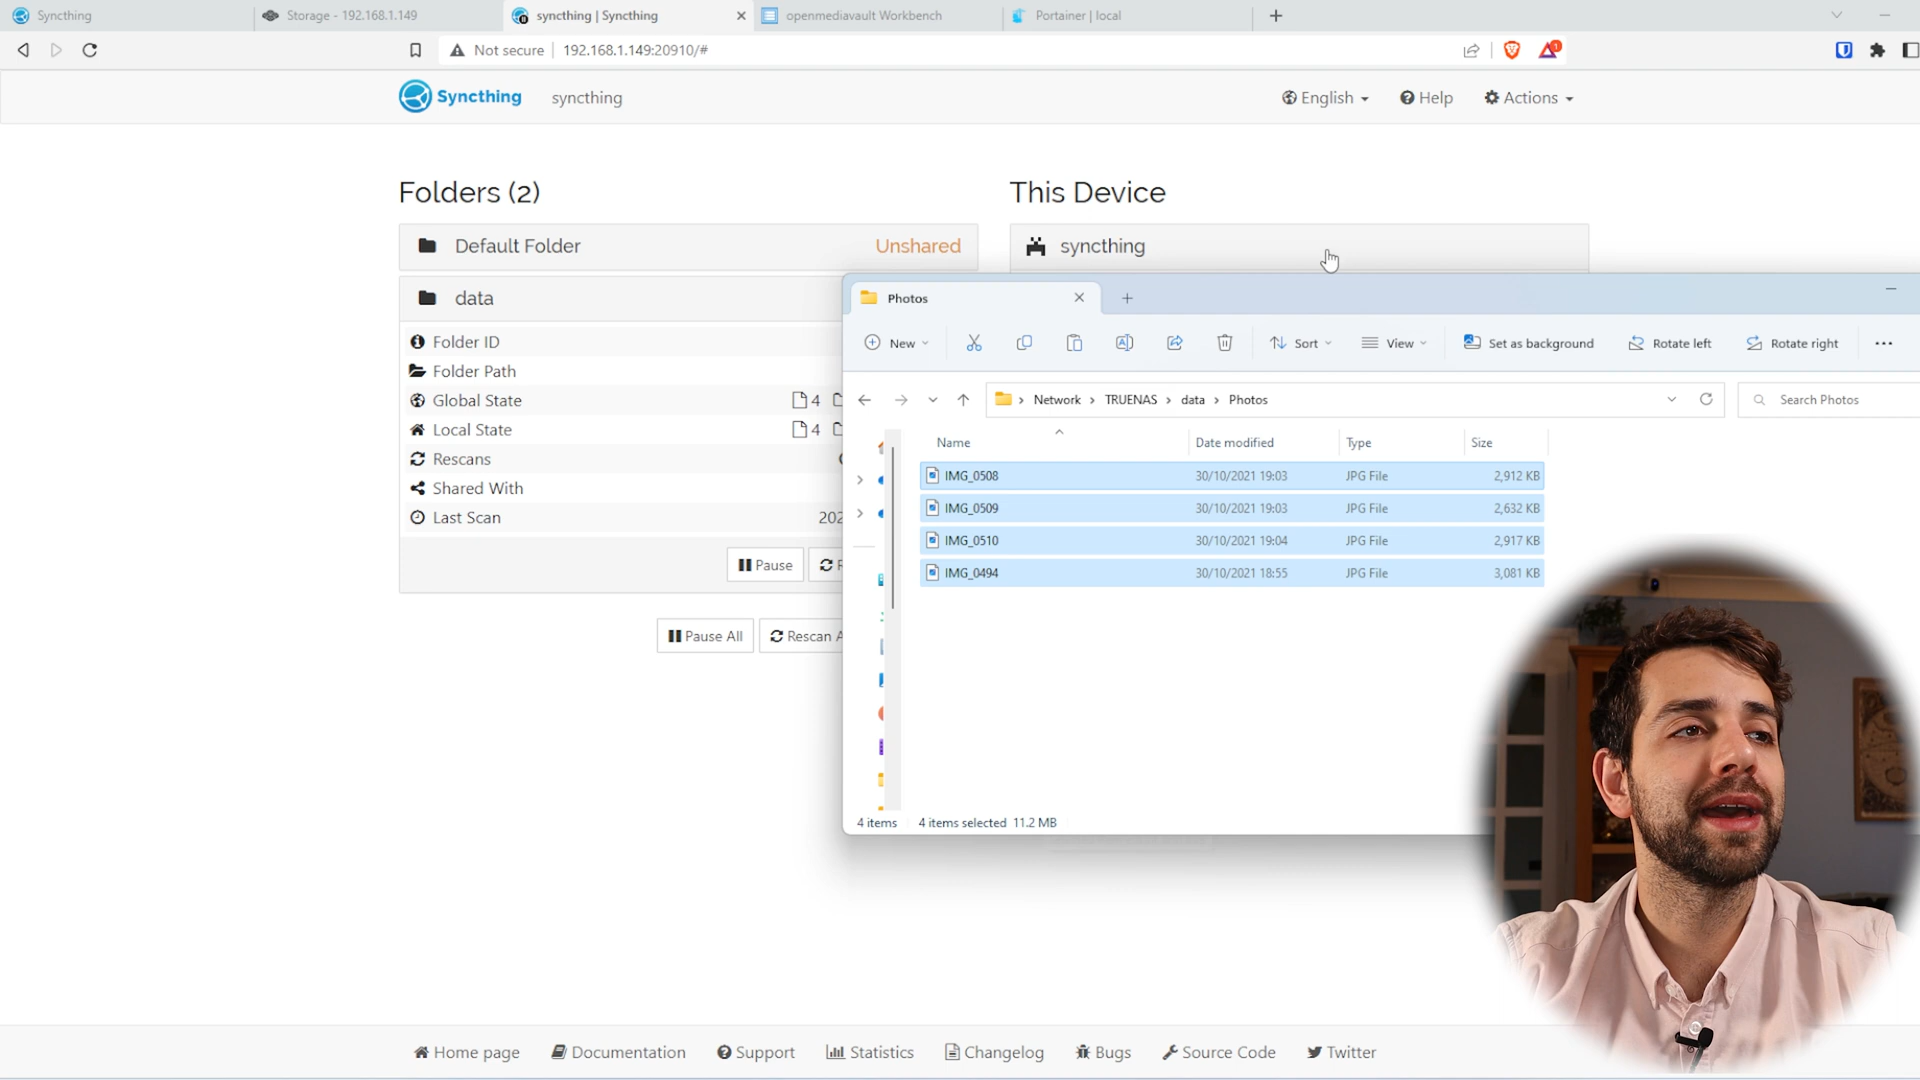 Syncthing
Storage - 192.168.1.149
syncthing | Syncthing
openmediavault Workbench
Portainer | local
Not secure
192.168.1.149:20910/#
1
Syncthing
syncthing
English
Help
Actions
Folders (2)
This Device
Default Folder
Unshared
syncthing
data
Folder ID
Folder Path
Global State
4
Local State
4
Rescans
Shared With
Last Scan
202
Pause
Pause All
Rescan A
Photos
New
Sort
View
Set as background
Rotate left
Rotate right
Network > TRUENAS > data > Photos
Search Photos
Name
Date modified
Type
Size
IMG_0508 30/10/2021 19:03 JPG File 2,912 KB
IMG_0509 30/10/2021 19:03 JPG File 2,632 KB
IMG_0510 30/10/2021 19:04 JPG File 2,917 KB
IMG_0494 30/10/2021 18:55 JPG File 3,081 KB
4 items
4 items selected 11.2 MB
Home page
Documentation
Support
Statistics
Changelog
Bugs
Source Code
Twitter